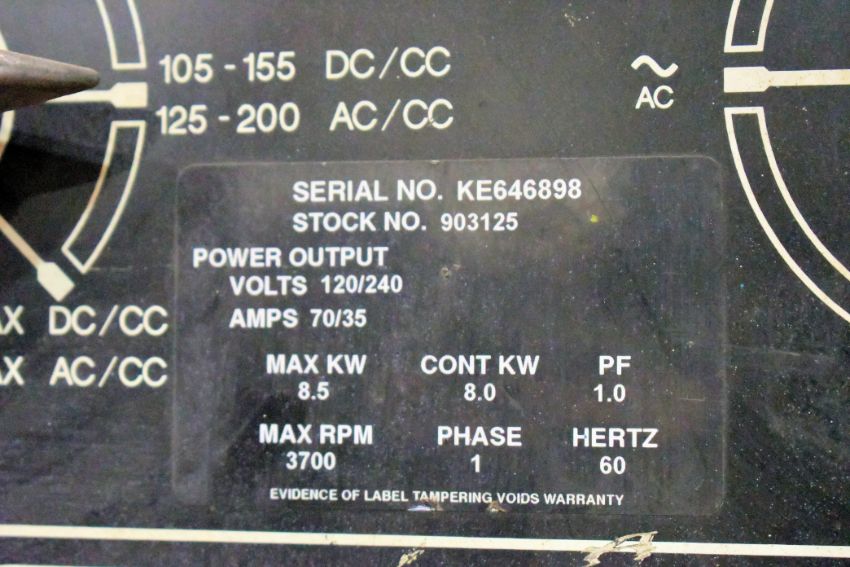 105 - 155 DC/CC
125 - 200 AC/CC
AC
SERIAL NO. KE646898
STOCK NO. 903125
POWER OUTPUT
VOLTS 120/240
AMPS 70/35
DC/CC
AC/CC
MAX KW CONT KW PF
8.5 8.0 1.0
MAX RPM PHASE HERTZ
3700 1 60
EVIDENCE OF LABEL TAMPERING VOIDS WARRANTY